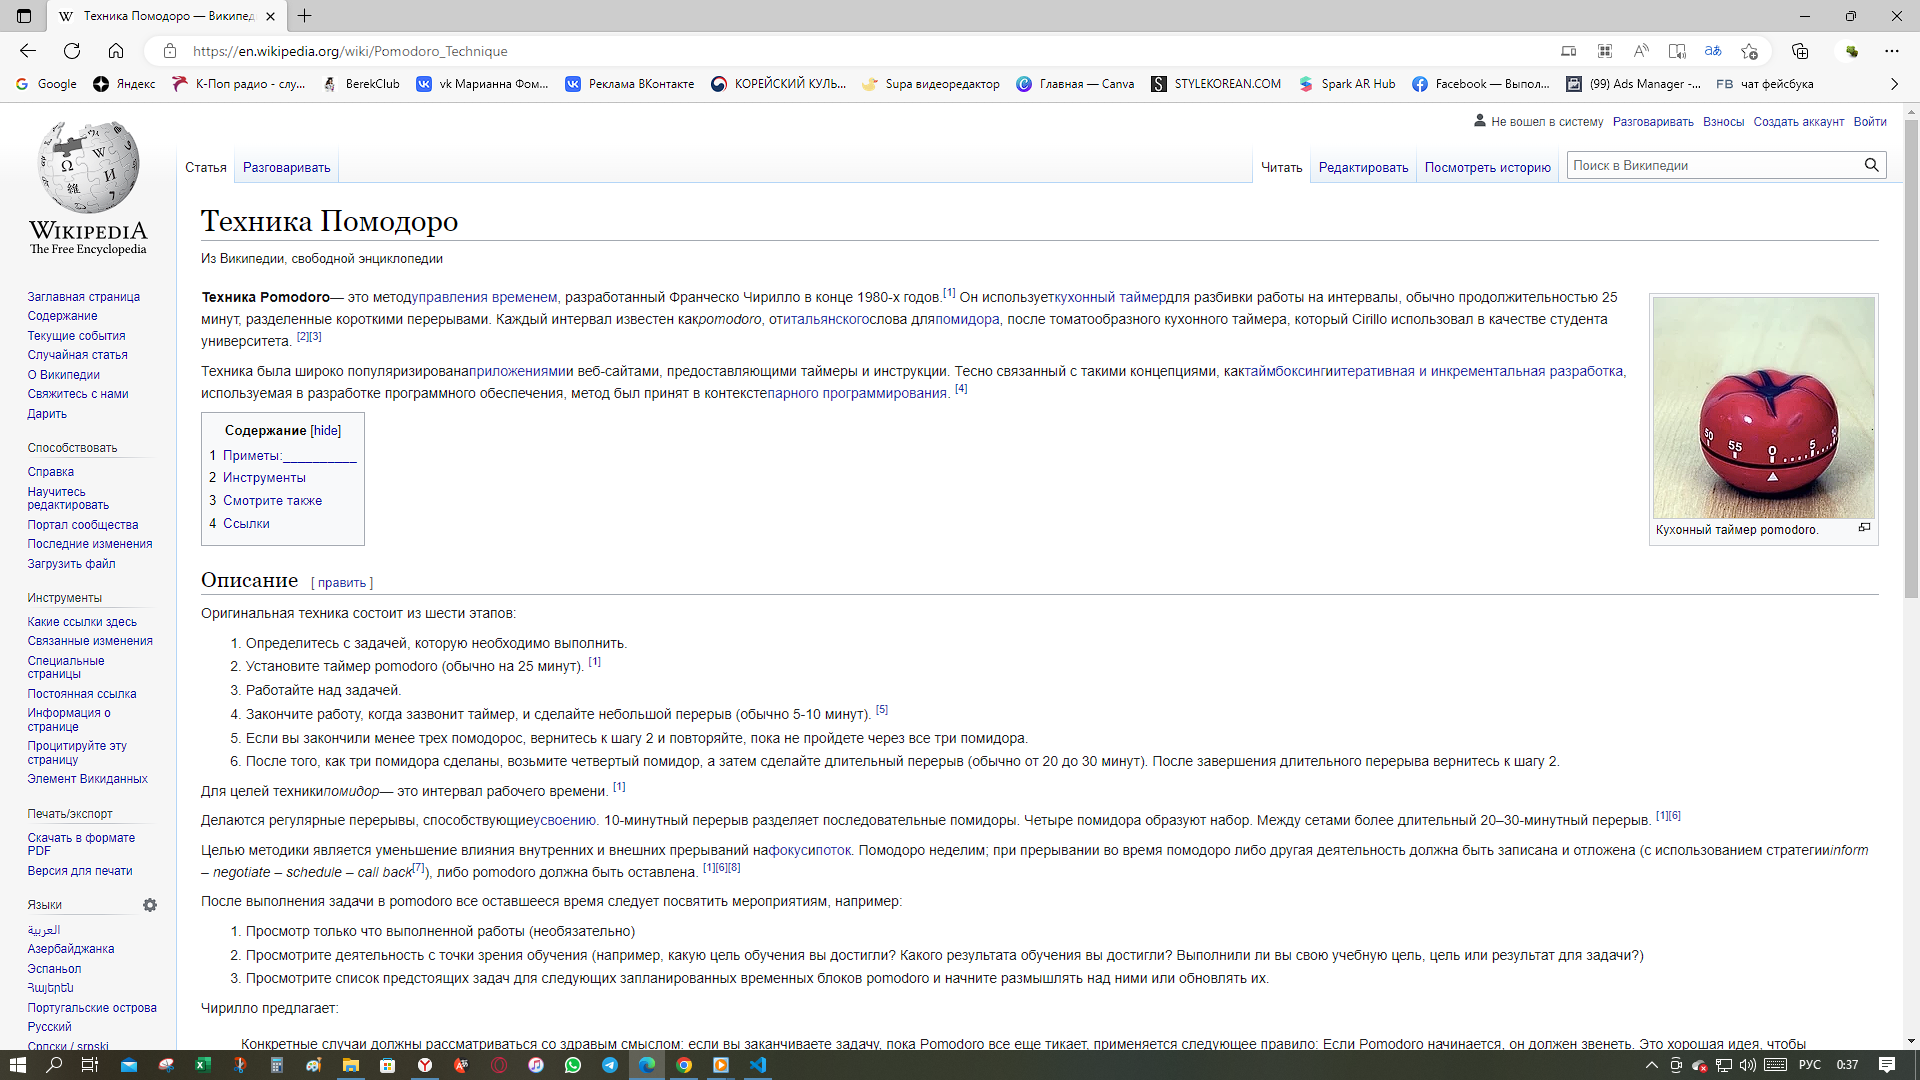 Техника Помодоро — Википед
https://en.wikipedia.org/wiki/Pomodoro_Technique
Google
Яндекс
К-Поп радио - слу...
BerekClub
vk Марианна Фом...
Реклама ВКонтакте
КОРЕЙСКИЙ КУЛЬ...
Supa видеоредактор
Главная — Canva
STYLEKOREAN.COM
Spark AR Hub
Facebook — Выпол...
(99) Ads Manager -...
FB чат фейсбука
Не вошел в систему Разговаривать Взносы Создать аккаунт Войти
Статья Разговаривать
Читать Редактировать Посмотреть историю
Поиск в Википедии
WIKIPEDIA
The Free Encyclopedia
Заглавная страница
Содержание
Текущие события
Случайная статья
О Википедии
Свяжитесь с нами
Дарить
Способствовать
Справка
Научитесь
редактировать
Портал сообщества
Последние изменения
Загрузить файл
Инструменты
Какие ссылки здесь
Связанные изменения
Специальные
страницы
Постоянная ссылка
Информация о
странице
Процитируйте эту
страницу
Элемент Викиданных
Печать/экспорт
Скачать в формате
PDF
Версия для печати
Языки
العربية
Азербайджанка
Эспаньол
Հայերեն
Португальские острова
Русский
Српски / srpski
Техника Помодоро
Из Википедии, свободной энциклопедии
Техника Pomodoro— это методуправления временем, разработанный Франческо Чирилло в конце 1980-х годов.[1] Он используеткухонный таймердля разбивки работы на интервалы, обычно продолжительностью 25
минут, разделенные короткими перерывами. Каждый интервал известен какpomodoro, отитальянскогослова дляпомидора, после томатообразного кухонного таймера, который Cirillo использовал в качестве студента
университета. [2][3]
Техника была широко популяризированаприложениямии веб-сайтами, предоставляющими таймеры и инструкции. Тесно связанный с такими концепциями, кактаймбоксингиитеративная и инкрементальная разработка,
используемая в разработке программного обеспечения, метод был принят в контекстепарного программирования. [4]
Содержание [hide]
1 Приметы:__________
2 Инструменты
3 Смотрите также
4 Ссылки
50 55 0 5 10
Кухонный таймер pomodoro.
Описание [ править ]
Оригинальная техника состоит из шести этапов:
1. Определитесь с задачей, которую необходимо выполнить.
2. Установите таймер pomodoro (обычно на 25 минут). [1]
3. Работайте над задачей.
4. Закончите работу, когда зазвонит таймер, и сделайте небольшой перерыв (обычно 5-10 минут). [5]
5. Если вы закончили менее трех помодорос, вернитесь к шагу 2 и повторяйте, пока не пройдете через все три помидора.
6. После того, как три помидора сделаны, возьмите четвертый помидор, а затем сделайте длительный перерыв (обычно от 20 до 30 минут). После завершения длительного перерыва вернитесь к шагу 2.
Для целей техникипомидор— это интервал рабочего времени. [1]
Делаются регулярные перерывы, способствующиеусвоению. 10-минутный перерыв разделяет последовательные помидоры. Четыре помидора образуют набор. Между сетами более длительный 20–30-минутный перерыв. [1][6]
Целью методики является уменьшение влияния внутренних и внешних прерываний нафокусипоток. Помодоро неделим; при прерывании во время помодоро либо другая деятельность должна быть записана и отложена (с использованием стратегииinform
– negotiate – schedule – call back[7]), либо pomodoro должна быть оставлена. [1][6][8]
После выполнения задачи в pomodoro все оставшееся время следует посвятить мероприятиям, например:
1. Просмотр только что выполненной работы (необязательно)
2. Просмотрите деятельность с точки зрения обучения (например, какую цель обучения вы достигли? Какого результата обучения вы достигли? Выполнили ли вы свою учебную цель, цель или результат для задачи?)
3. Просмотрите список предстоящих задач для следующих запланированных временных блоков pomodoro и начните размышлять над ними или обновлять их.
Чирилло предлагает:
Конкретные случаи должны рассматриваться со здравым смыслом: если вы заканчиваете задачу, пока Pomodoro все еще тикает, применяется следующее правило: Если Pomodoro начинается, он должен звенеть. Это хорошая идея, чтобы
РУС 0:37